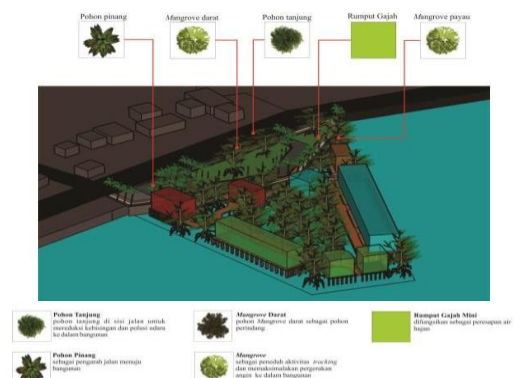 Pohon pinang
Mangrove darat
Pohon tanjung
Rumput Gajah
Mangrove payau
Pohon Tanjung
pohon tanjung di sisi jalan untuk
mereduksi kebisingan dan polusi udara
ke dalam bangunan
Mangrove Darat
pohon Mangrove darat sebagai pohon
perindang
Rumput Gajah Mini
difungsikan sebagai peresapan air
hujan
Pohon Pinang
sebagai pengarah jalan menuju
bangunan
Mangrove
sebagai peneduh aktivitas tracking
dan memaksimalkan pergerakan
angin ke dalam bangunan